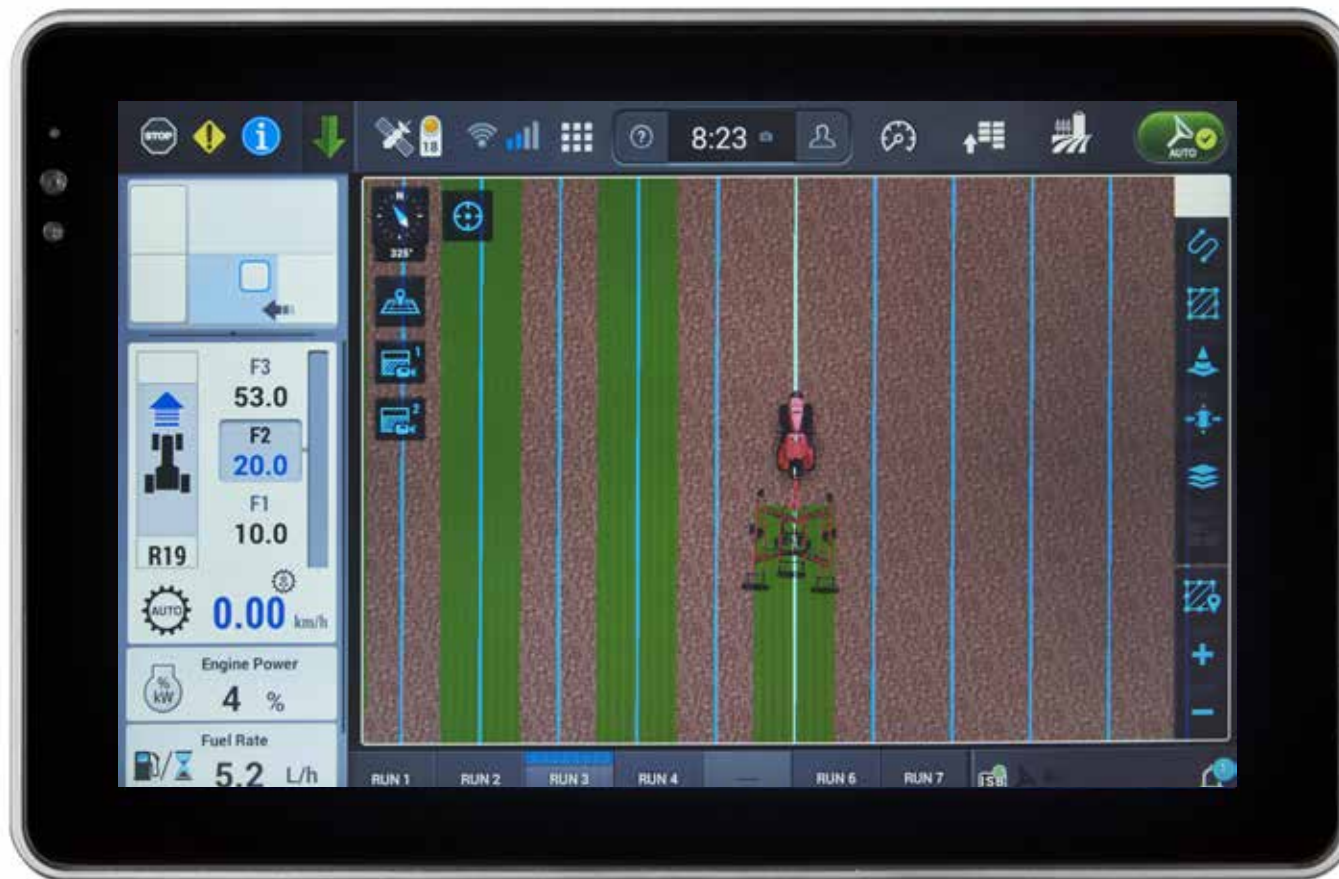 STOP
!
i
18
?
8:23
AUTO
N
325°
1
2
F3
53.0
F2
20.0
F1
10.0
R19
AUTO
0.00 km/h
Engine Power
% kW
4 %
Fuel Rate
5.2 L/h
RUN 1 RUN 2 RUN 3 RUN 4 RUN 6 RUN 7 ISB